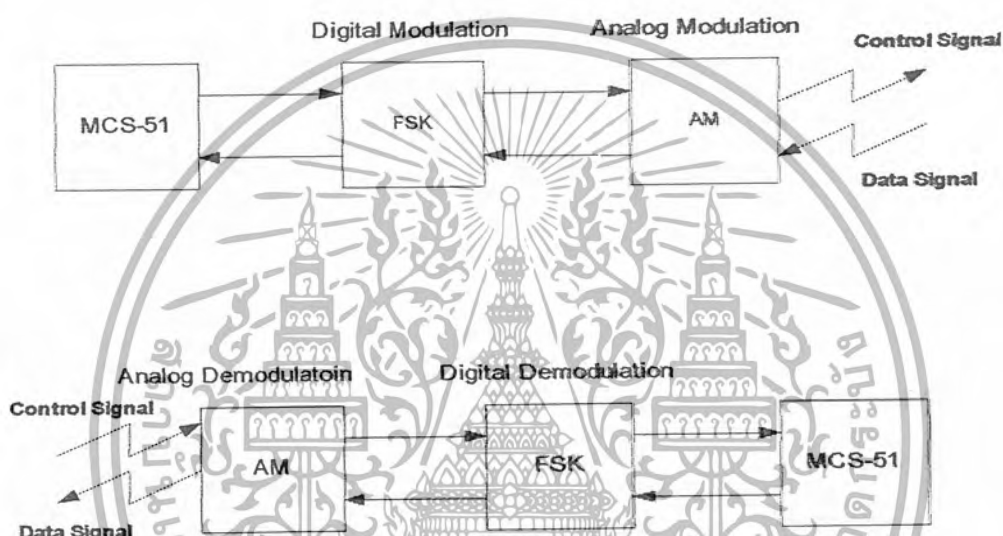 Digital Modulation
Analog Modulation
Control Signal
MCS-51
FSK
AM
Data Signal
Analog Demodulatoin
Digital Demodulation
Control Signal
AM
FSK
MCS-51
Data Signal